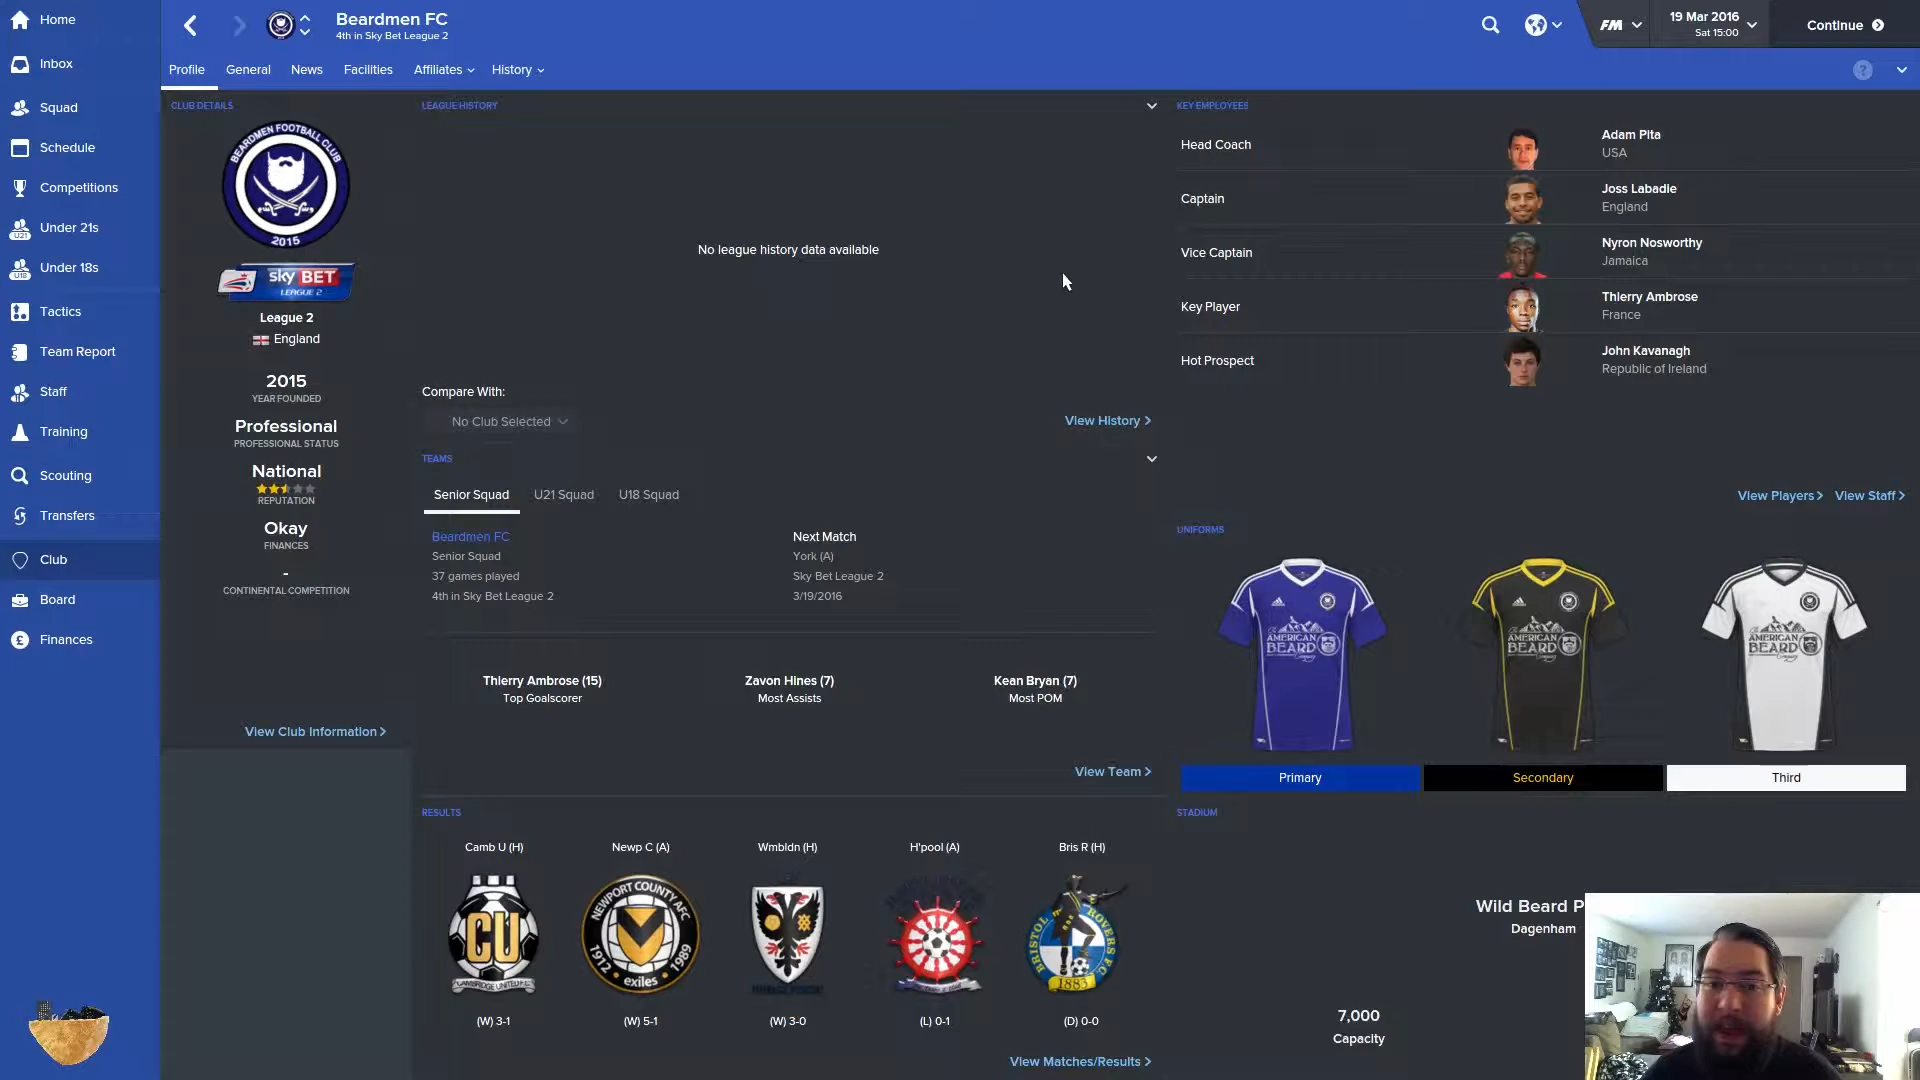 Home
Inbox
Squad
Schedule
Competitions
Under 21s
Under 18s
Tactics
Team Report
Staff
Training
Scouting
Transfers
Club
Board
Finances
Beardmen FC
4th in Sky Bet League 2
FM
19 Mar 2016
Sat 15:00
Continue
Profile
General
News
Facilities
Affiliates
History
?
CLUB DETAILS
BEARDMEN FOOTBALL CLUB
2015
sky BET
LEAGUE 2
League 2
England
2015
YEAR FOUNDED
Professional
PROFESSIONAL STATUS
National
REPUTATION
Okay
FINANCES
-
CONTINENTAL COMPETITION
View Club Information >
LEAGUE HISTORY
No league history data available
Compare With:
No Club Selected
View History >
TEAMS
Senior Squad
U21 Squad
U18 Squad
Beardmen FC
Senior Squad
37 games played
4th in Sky Bet League 2
Next Match
York (A)
Sky Bet League 2
3/19/2016
Thierry Ambrose (15)
Top Goalscorer
Zavon Hines (7)
Most Assists
Kean Bryan (7)
Most POM
View Team >
RESULTS
Camb U (H)
Newp C (A)
Wmbldn (H)
H'pool (A)
Bris R (H)
CU
CAMBRIDGE UNITED F.C.
NEWPORT COUNTY AFC
1912 exiles 1989
BRISTOL ROVERS F.C.
1883
(W) 3-1
(W) 5-1
(W) 3-0
(L) 0-1
(D) 0-0
View Matches/Results >
KEY EMPLOYEES
Head Coach
Adam Pita
USA
Captain
Joss Labadie
England
Vice Captain
Nyron Nosworthy
Jamaica
Key Player
Thierry Ambrose
France
Hot Prospect
John Kavanagh
Republic of Ireland
View Players >
View Staff >
UNIFORMS
AMERICAN
BEARD
AMERICAN
BEARD
AMERICAN
BEARD
Primary
Secondary
Third
STADIUM
Wild Beard P
Dagenham
7,000
Capacity